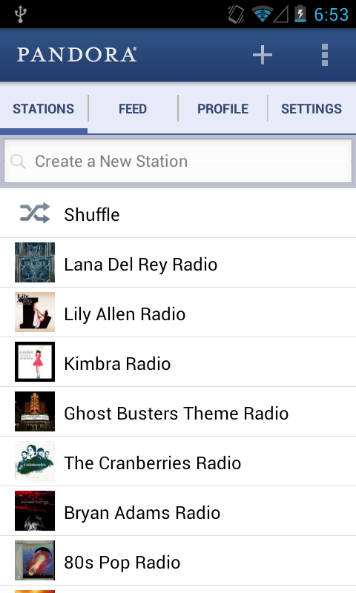 6:53
PANDORA
STATIONS FEED PROFILE SETTINGS
Create a New Station
Shuffle
Lana Del Rey Radio
Lily Allen Radio
Kimbra Radio
Ghost Busters Theme Radio
The Cranberries Radio
Bryan Adams Radio
80s Pop Radio